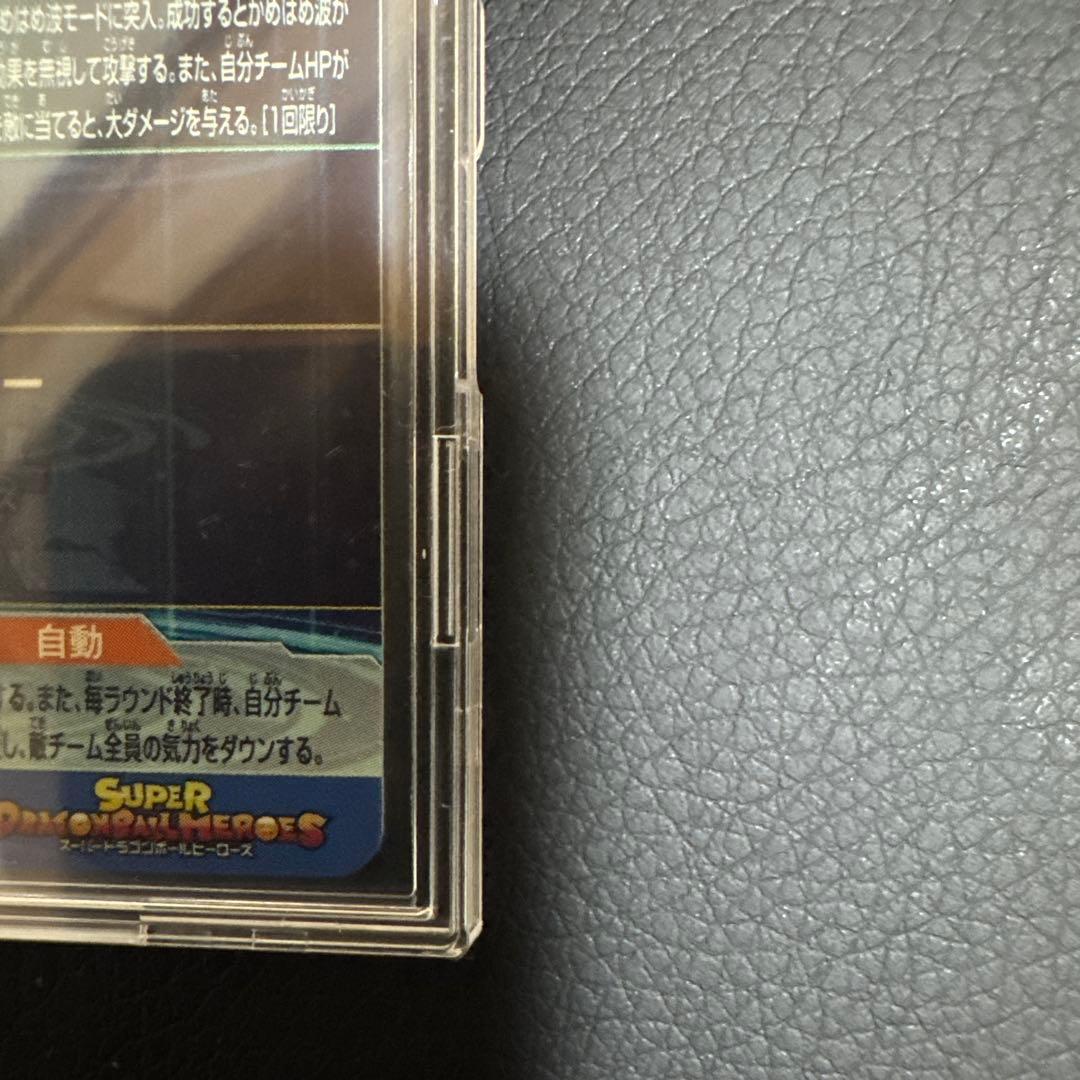 めはめ波モードに突入。成功するとかめはめ波が
効果を無視して攻撃する。また、自分チームHPが
を敵に当てると、大ダメージを与える。[1回限り]
自動
する。また、毎ラウンド終了時、自分チーム
し、敵チーム全員の気力をダウンする。
SUPER
DRAGONBALL HEROES
スーパードラゴンボールヒーローズ